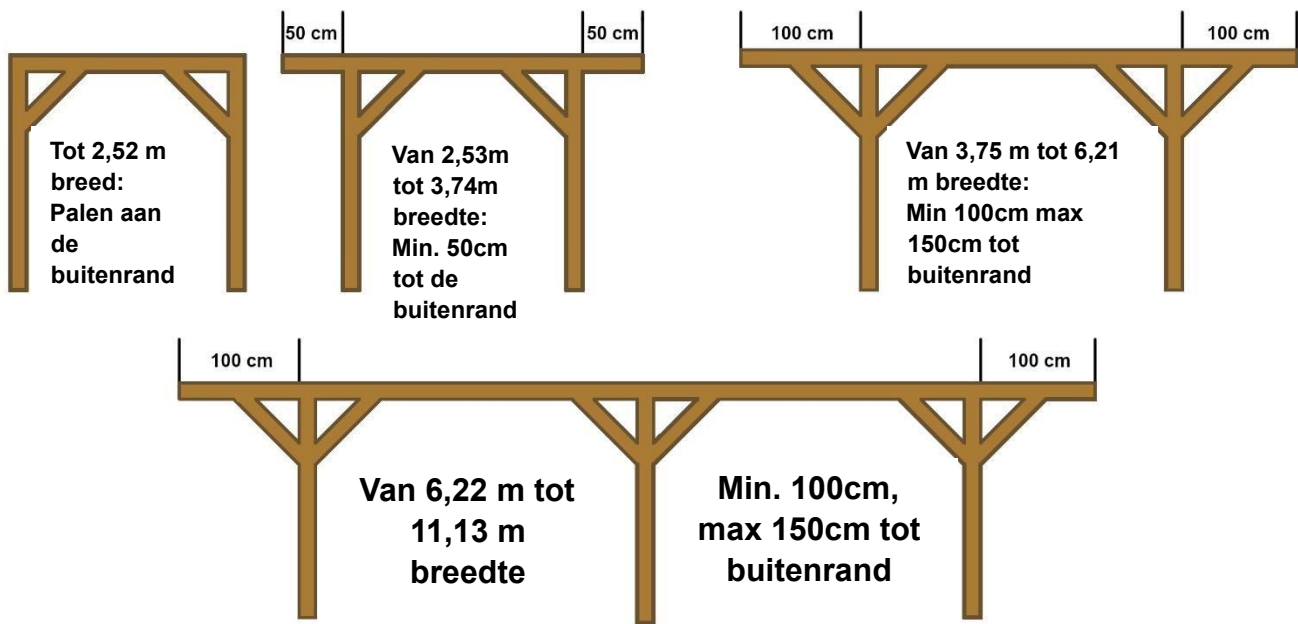 50 cm
50 cm
100 cm
100 cm
Tot 2,52 m
breed:
Palen aan
de
buitenrand
Van 2,53m
tot 3,74m
breedte:
Min. 50cm
tot de
buitenrand
Van 3,75 m tot 6,21
m breedte:
Min 100cm max
150cm tot
buitenrand
100 cm
100 cm
Van 6,22 m tot
11,13 m
breedte
Min. 100cm,
max 150cm tot
buitenrand